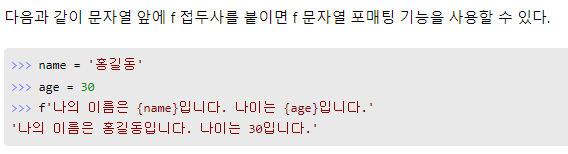 다음과 같이 문자열 앞에 f 접두사를 붙이면 f 문자열 포매팅 기능을 사용할 수 있다.
>>> name = '홍길동'
>>> age = 30
>>> f'나의 이름은 {name}입니다. 나이는 {age}입니다.'
'나의 이름은 홍길동입니다. 나이는 30입니다.'